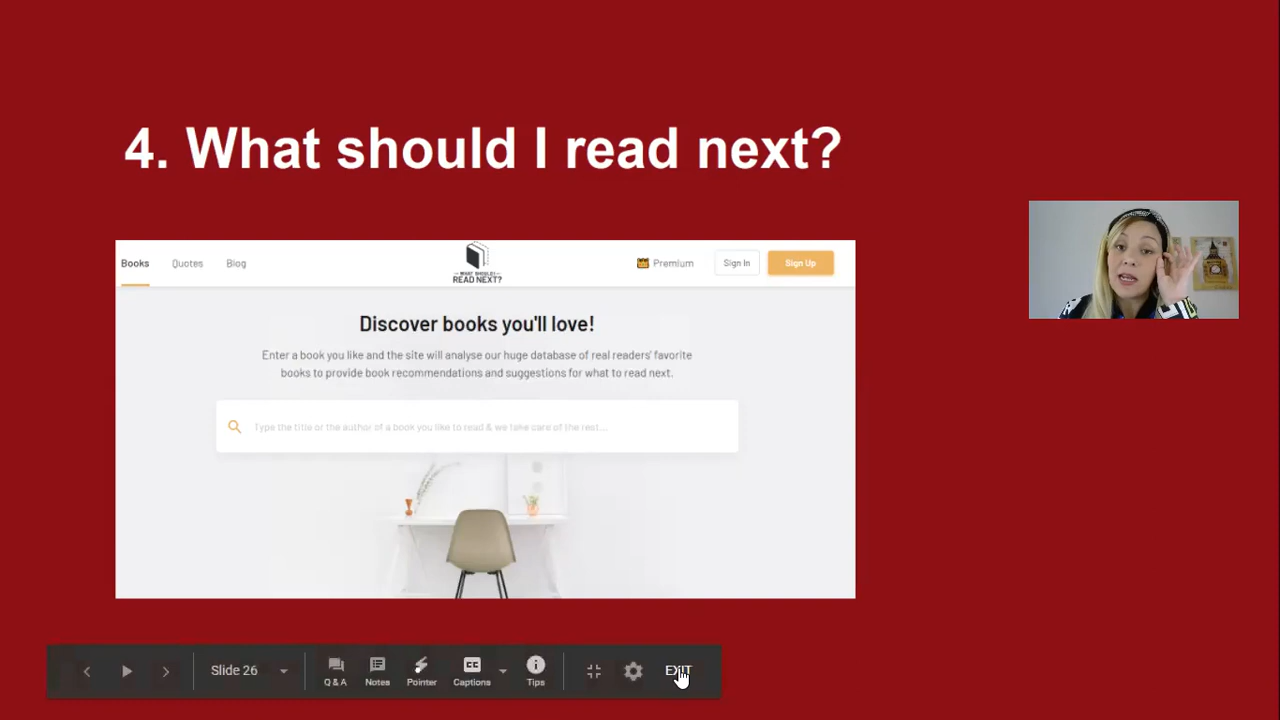 4. What should I read next?
Books Quotes Blog
WHAT SHOULD I
READ NEXT?
Premium Sign In Sign Up
Discover books you'll love!
Enter a book you like and the site will analyse our huge database of real readers' favorite
books to provide book recommendations and suggestions for what to read next.
Type the title or the author of a book you like to read & we take care of the rest...
Slide 26 Q & A Notes Pointer CC Captions Tips EXIT